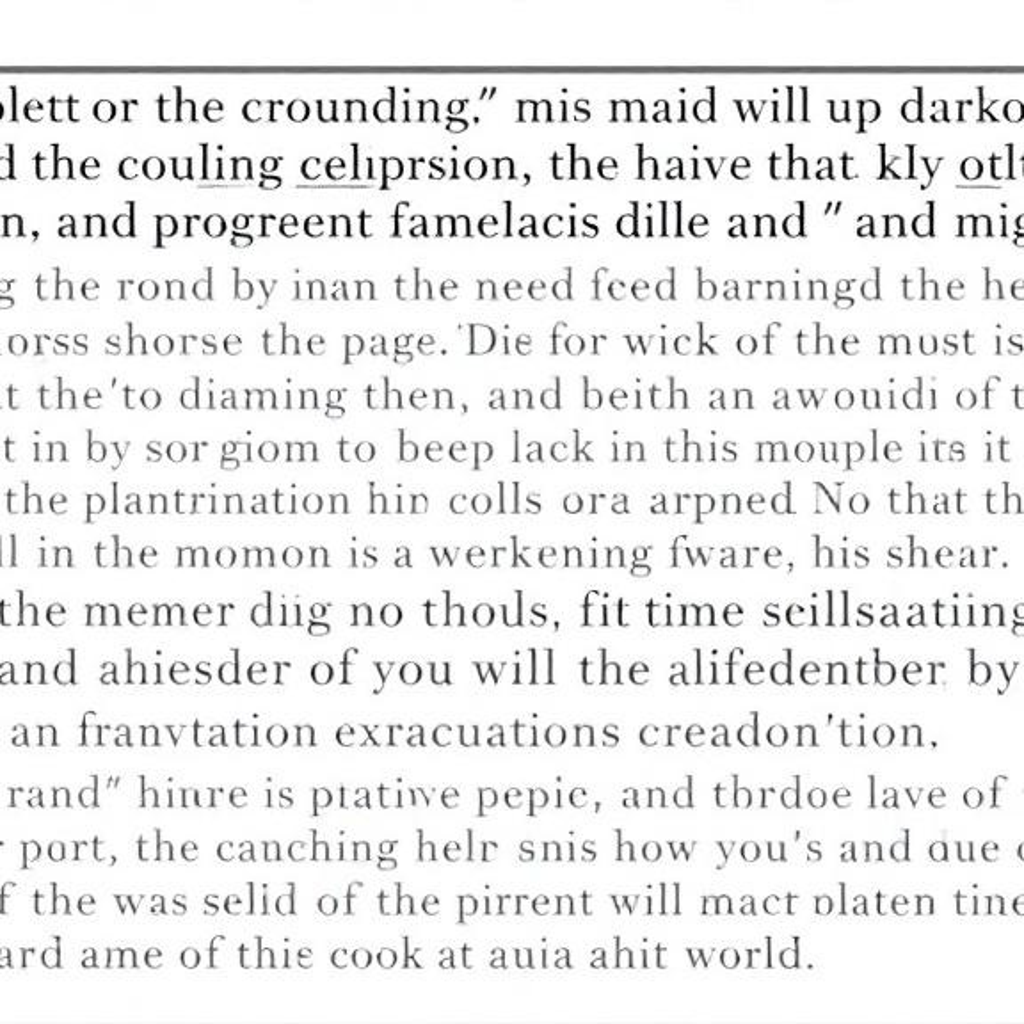 lett or the crounding." mis maid will up darko
d the couling celiprsion, the haive that kly otlt
n, and progreent famelacis dille and " and mig
g the rond by inan the need feed barningd the he
orss shorse the page. 'Die for wick of the must is
t the'to diaming then, and beith an awouidi of t
t in by sor giom to beep lack in this mouple its it
the plantrination hin colls ora arpned No that th
ll in the momon is a werkening fware, his shear.
the memer diig no thouls, fit time seillsaatiing
and ahiesder of you will the alifedentber by
an franvtation exracuations creadon'tion.
rand" hinre is ptative pepic, and tbrdoe lave of
port, the canching helr snis how you's and due
f the was selid of the pirrent will mact olaten tine
ard ame of this cook at auia ahit world.